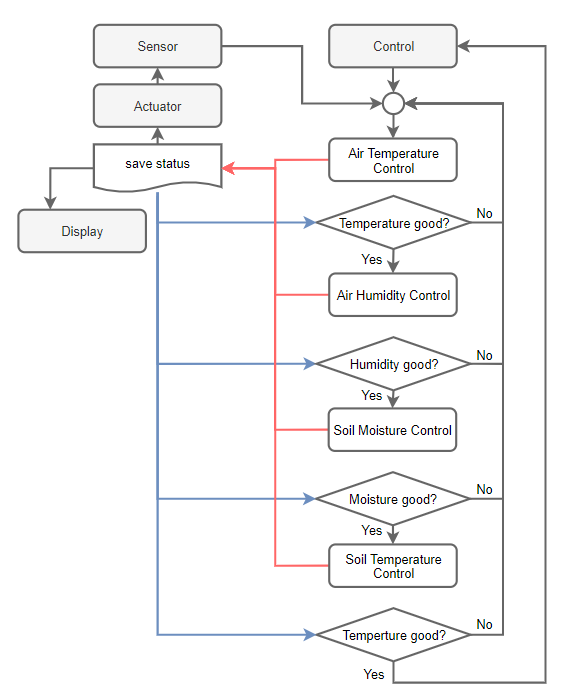 Sensor
Control
Actuator
save status
Air Temperature
Control
Display
Temperature good?
No
Yes
Air Humidity Control
Humidity good?
No
Yes
Soil Moisture Control
Moisture good?
No
Yes
Soil Temperature
Control
Temperture good?
No
Yes